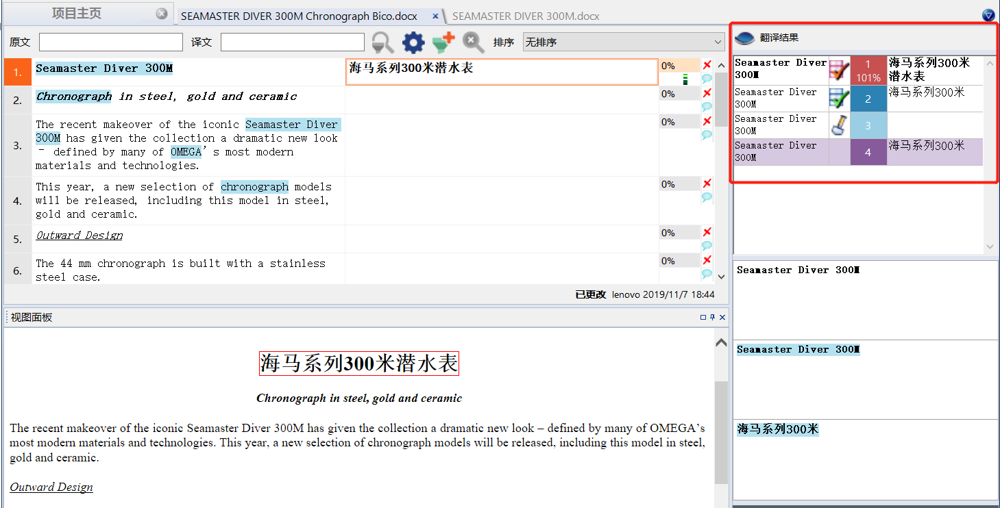 项目主页
SEAMASTER DIVER 300M Chronograph Bico.docx
SEAMASTER DIVER 300M.docx
原文
译文
排序
无排序
1.
Seamaster Diver 300M
海马系列300米潜水表
0%
2.
Chronograph in steel, gold and ceramic
0%
3.
The recent makeover of the iconic Seamaster Diver
300M has given the collection a dramatic new look
– defined by many of OMEGA’s most modern
materials and technologies.
0%
4.
This year, a new selection of chronograph models
will be released, including this model in steel,
gold and ceramic.
0%
5.
Outward Design
0%
6.
The 44 mm chronograph is built with a stainless
steel case.
0%
已更改 lenovo 2019/11/7 18:44
视图面板
海马系列300米潜水表
Chronograph in steel, gold and ceramic
The recent makeover of the iconic Seamaster Diver 300M has given the collection a dramatic new look – defined by many of OMEGA’s
most modern materials and technologies. This year, a new selection of chronograph models will be released, including this model in steel,
gold and ceramic.
Outward Design
翻译结果
Seamaster Diver
300M
1
101%
海马系列300米
潜水表
Seamaster Diver
300M
2
海马系列300米
Seamaster Diver
300M
3
Seamaster Diver
300M
4
海马系列300米
Seamaster Diver 300M
Seamaster Diver 300M
海马系列300米